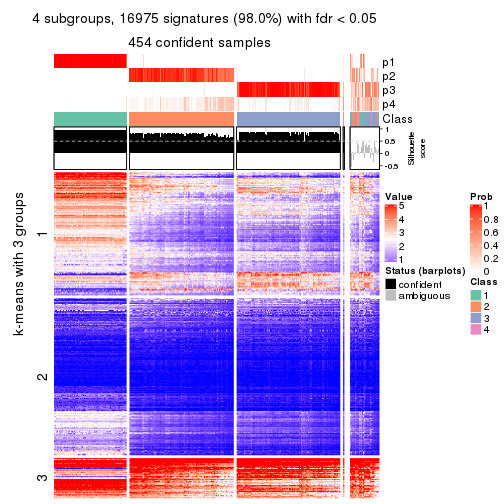 4 subgroups, 16975 signatures (98.0%) with fdr < 0.05
454 confident samples
p1
p2
p3
p4
Class
1
0.5
0
-0.5
Silhouette
score
k-means with 3 groups
1
2
3
Value
5
4
3
2
1
Status (barplots)
confident
ambiguous
Prob
1
0.8
0.6
0.4
0.2
0
Class
1
2
3
4